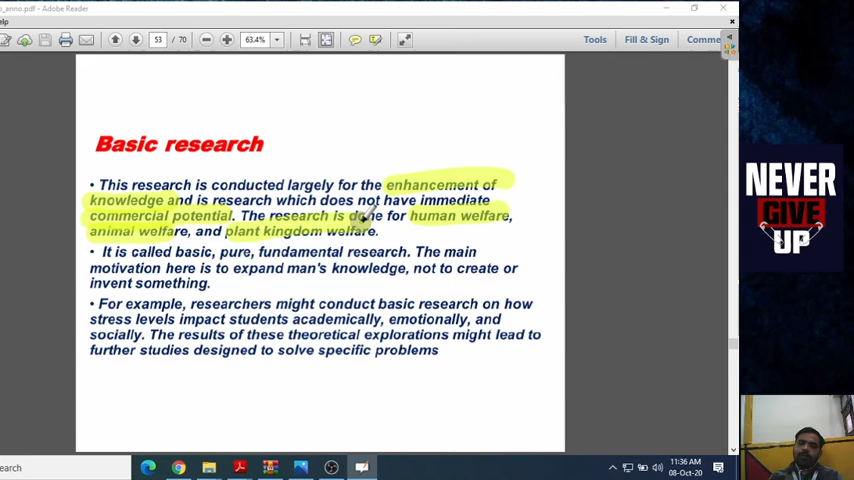 o_anno.pdf - Adobe Reader
elp
53 / 70
63.4%
Tools
Fill & Sign
Comme
Basic research
• This research is conducted largely for the enhancement of
knowledge and is research which does not have immediate
commercial potential. The research is done for human welfare,
animal welfare, and plant kingdom welfare.
• It is called basic, pure, fundamental research. The main
motivation here is to expand man's knowledge, not to create or
invent something.
• For example, researchers might conduct basic research on how
stress levels impact students academically, emotionally, and
socially. The results of these theoretical explorations might lead to
further studies designed to solve specific problems
NEVER
GIVE
UP
earch
11:36 AM
08-Oct-20